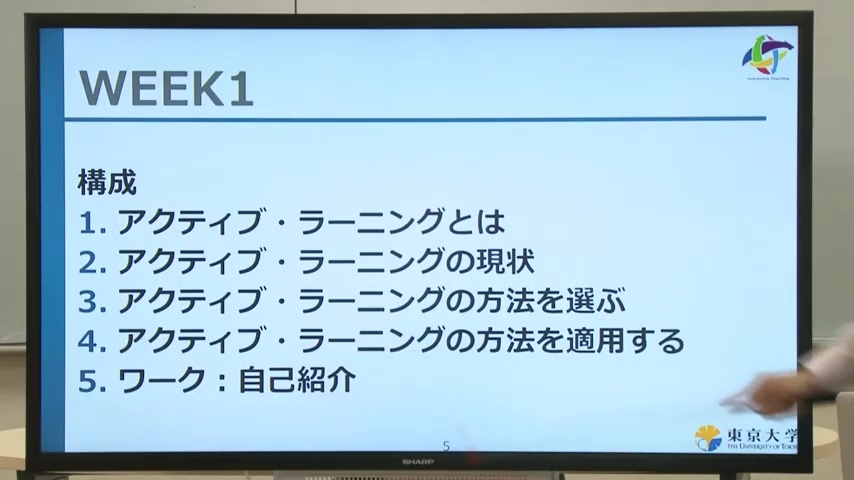 WEEK1
Interactive Teaching
構成
1. アクティブ・ラーニングとは
2. アクティブ・ラーニングの現状
3. アクティブ・ラーニングの方法を選ぶ
4. アクティブ・ラーニングの方法を適用する
5. ワーク：自己紹介
5
東京大学
THE UNIVERSITY OF TOKYO
SHARP